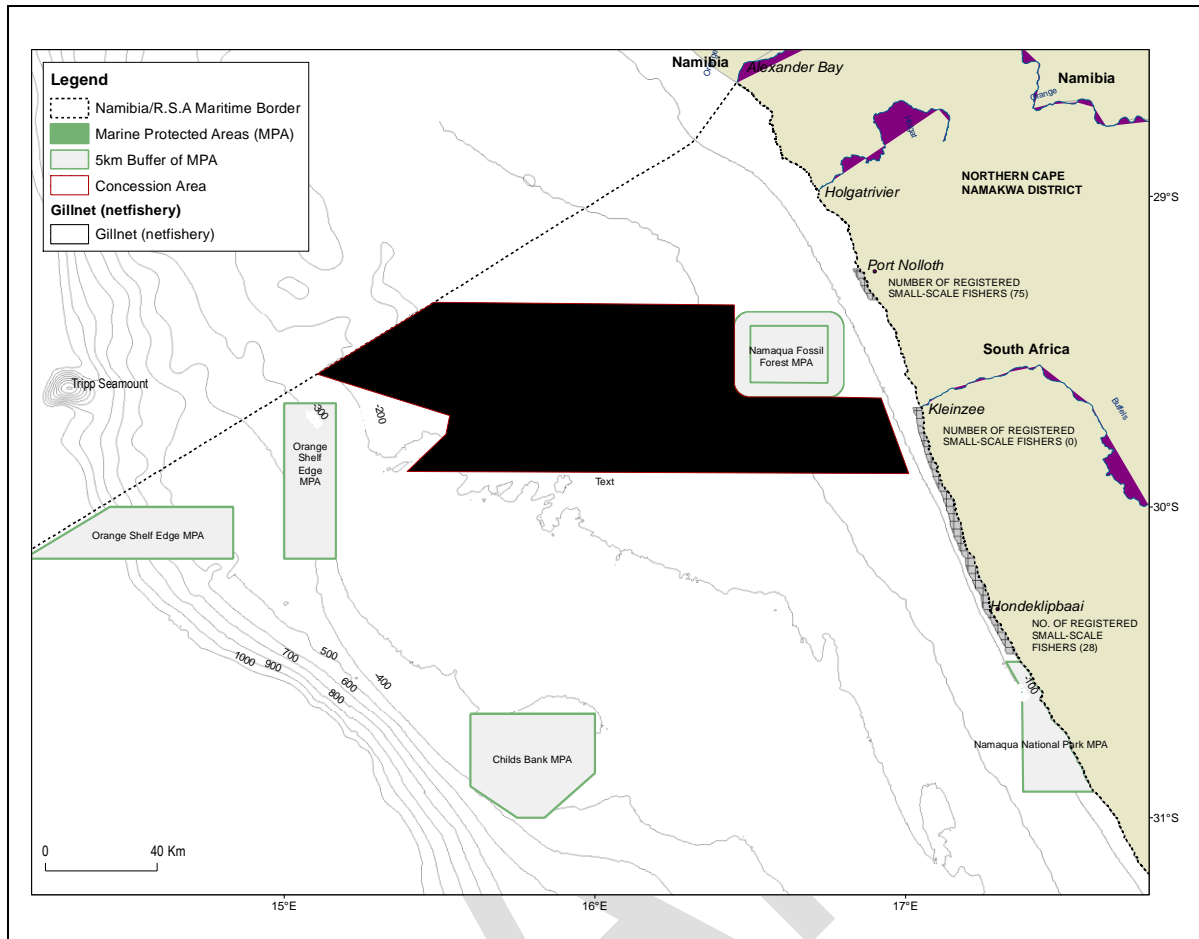 Legend
Namibia/R.S.A Maritime Border
Marine Protected Areas (MPA)
5km Buffer of MPA
Concession Area
Gillnet (netfishery)
Gillnet (netfishery)
Namibia
Alexander Bay
Namibia
Orange
NORTHERN CAPE
NAMAKWA DISTRICT
Holgatrivier
29°S
Port Nolloth
NUMBER OF REGISTERED
SMALL-SCALE FISHERS (75)
Namaqua Fossil
Forest MPA
South Africa
Tripp Seamount
-300
-200
Kleinzee
Buffels
NUMBER OF REGISTERED
SMALL-SCALE FISHERS (0)
Orange
Shelf
Edge
MPA
Text
30°S
Orange Shelf Edge MPA
Hondeklipbaai
NO. OF REGISTERED
SMALL-SCALE
FISHERS (28)
1000
900
700
500
800
600
-400
-100
Namaqua National Park MPA
Childs Bank MPA
31°S
0 40 Km
15°E 16°E 17°E